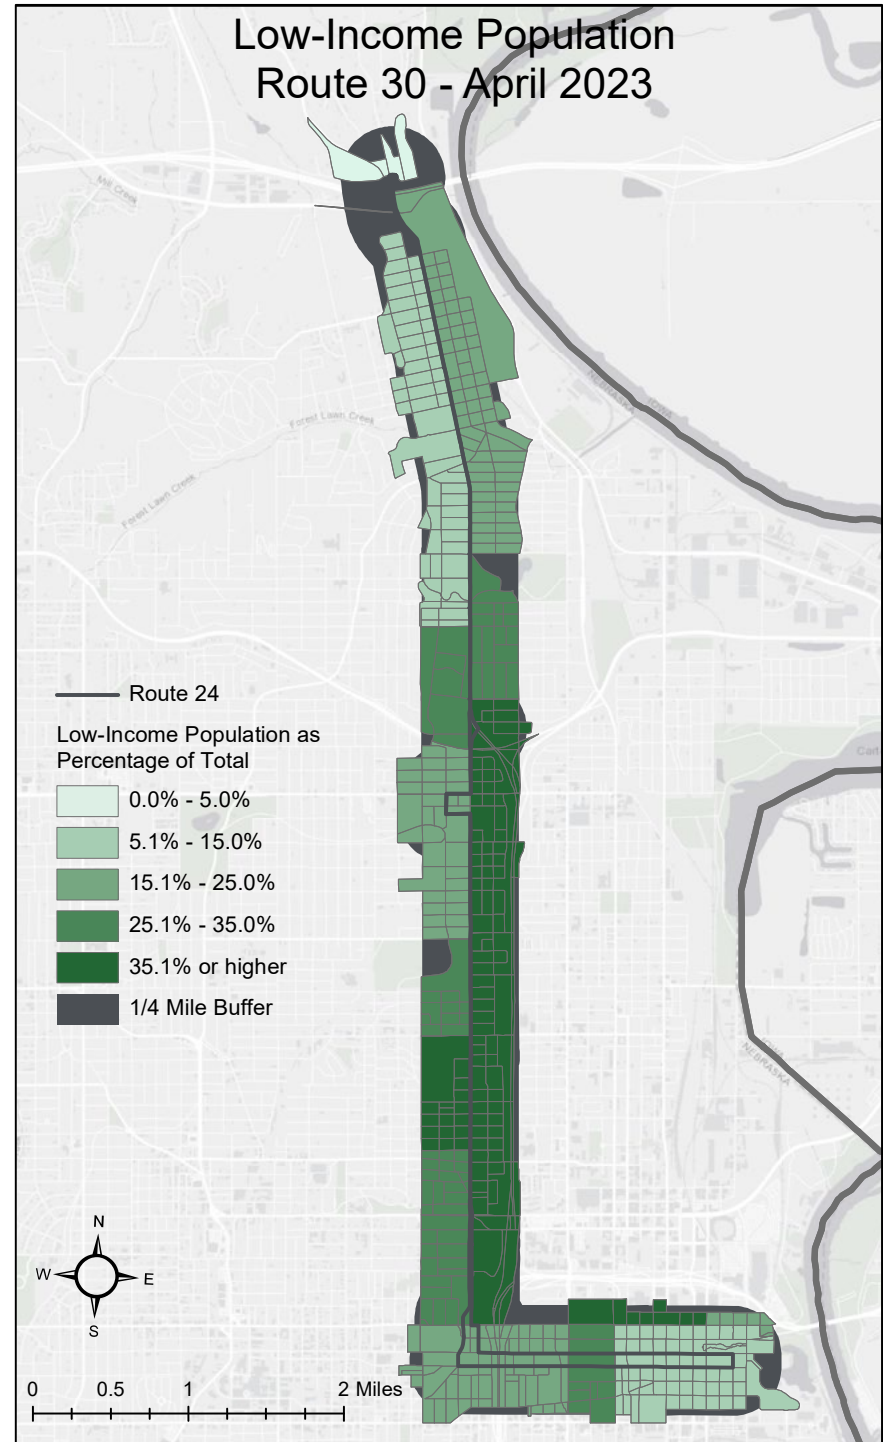 Low-Income Population
Route 30 - April 2023
Mill Creek
NEBRASKA
IOWA
Forest Lawn Creek
Forest Lawn Creek
Route 24
Low-Income Population as
Percentage of Total
0.0% - 5.0%
5.1% - 15.0%
15.1% - 25.0%
25.1% - 35.0%
35.1% or higher
1/4 Mile Buffer
IOWA
NEBRASKA
N
W
E
S
0
0.5
1
2 Miles